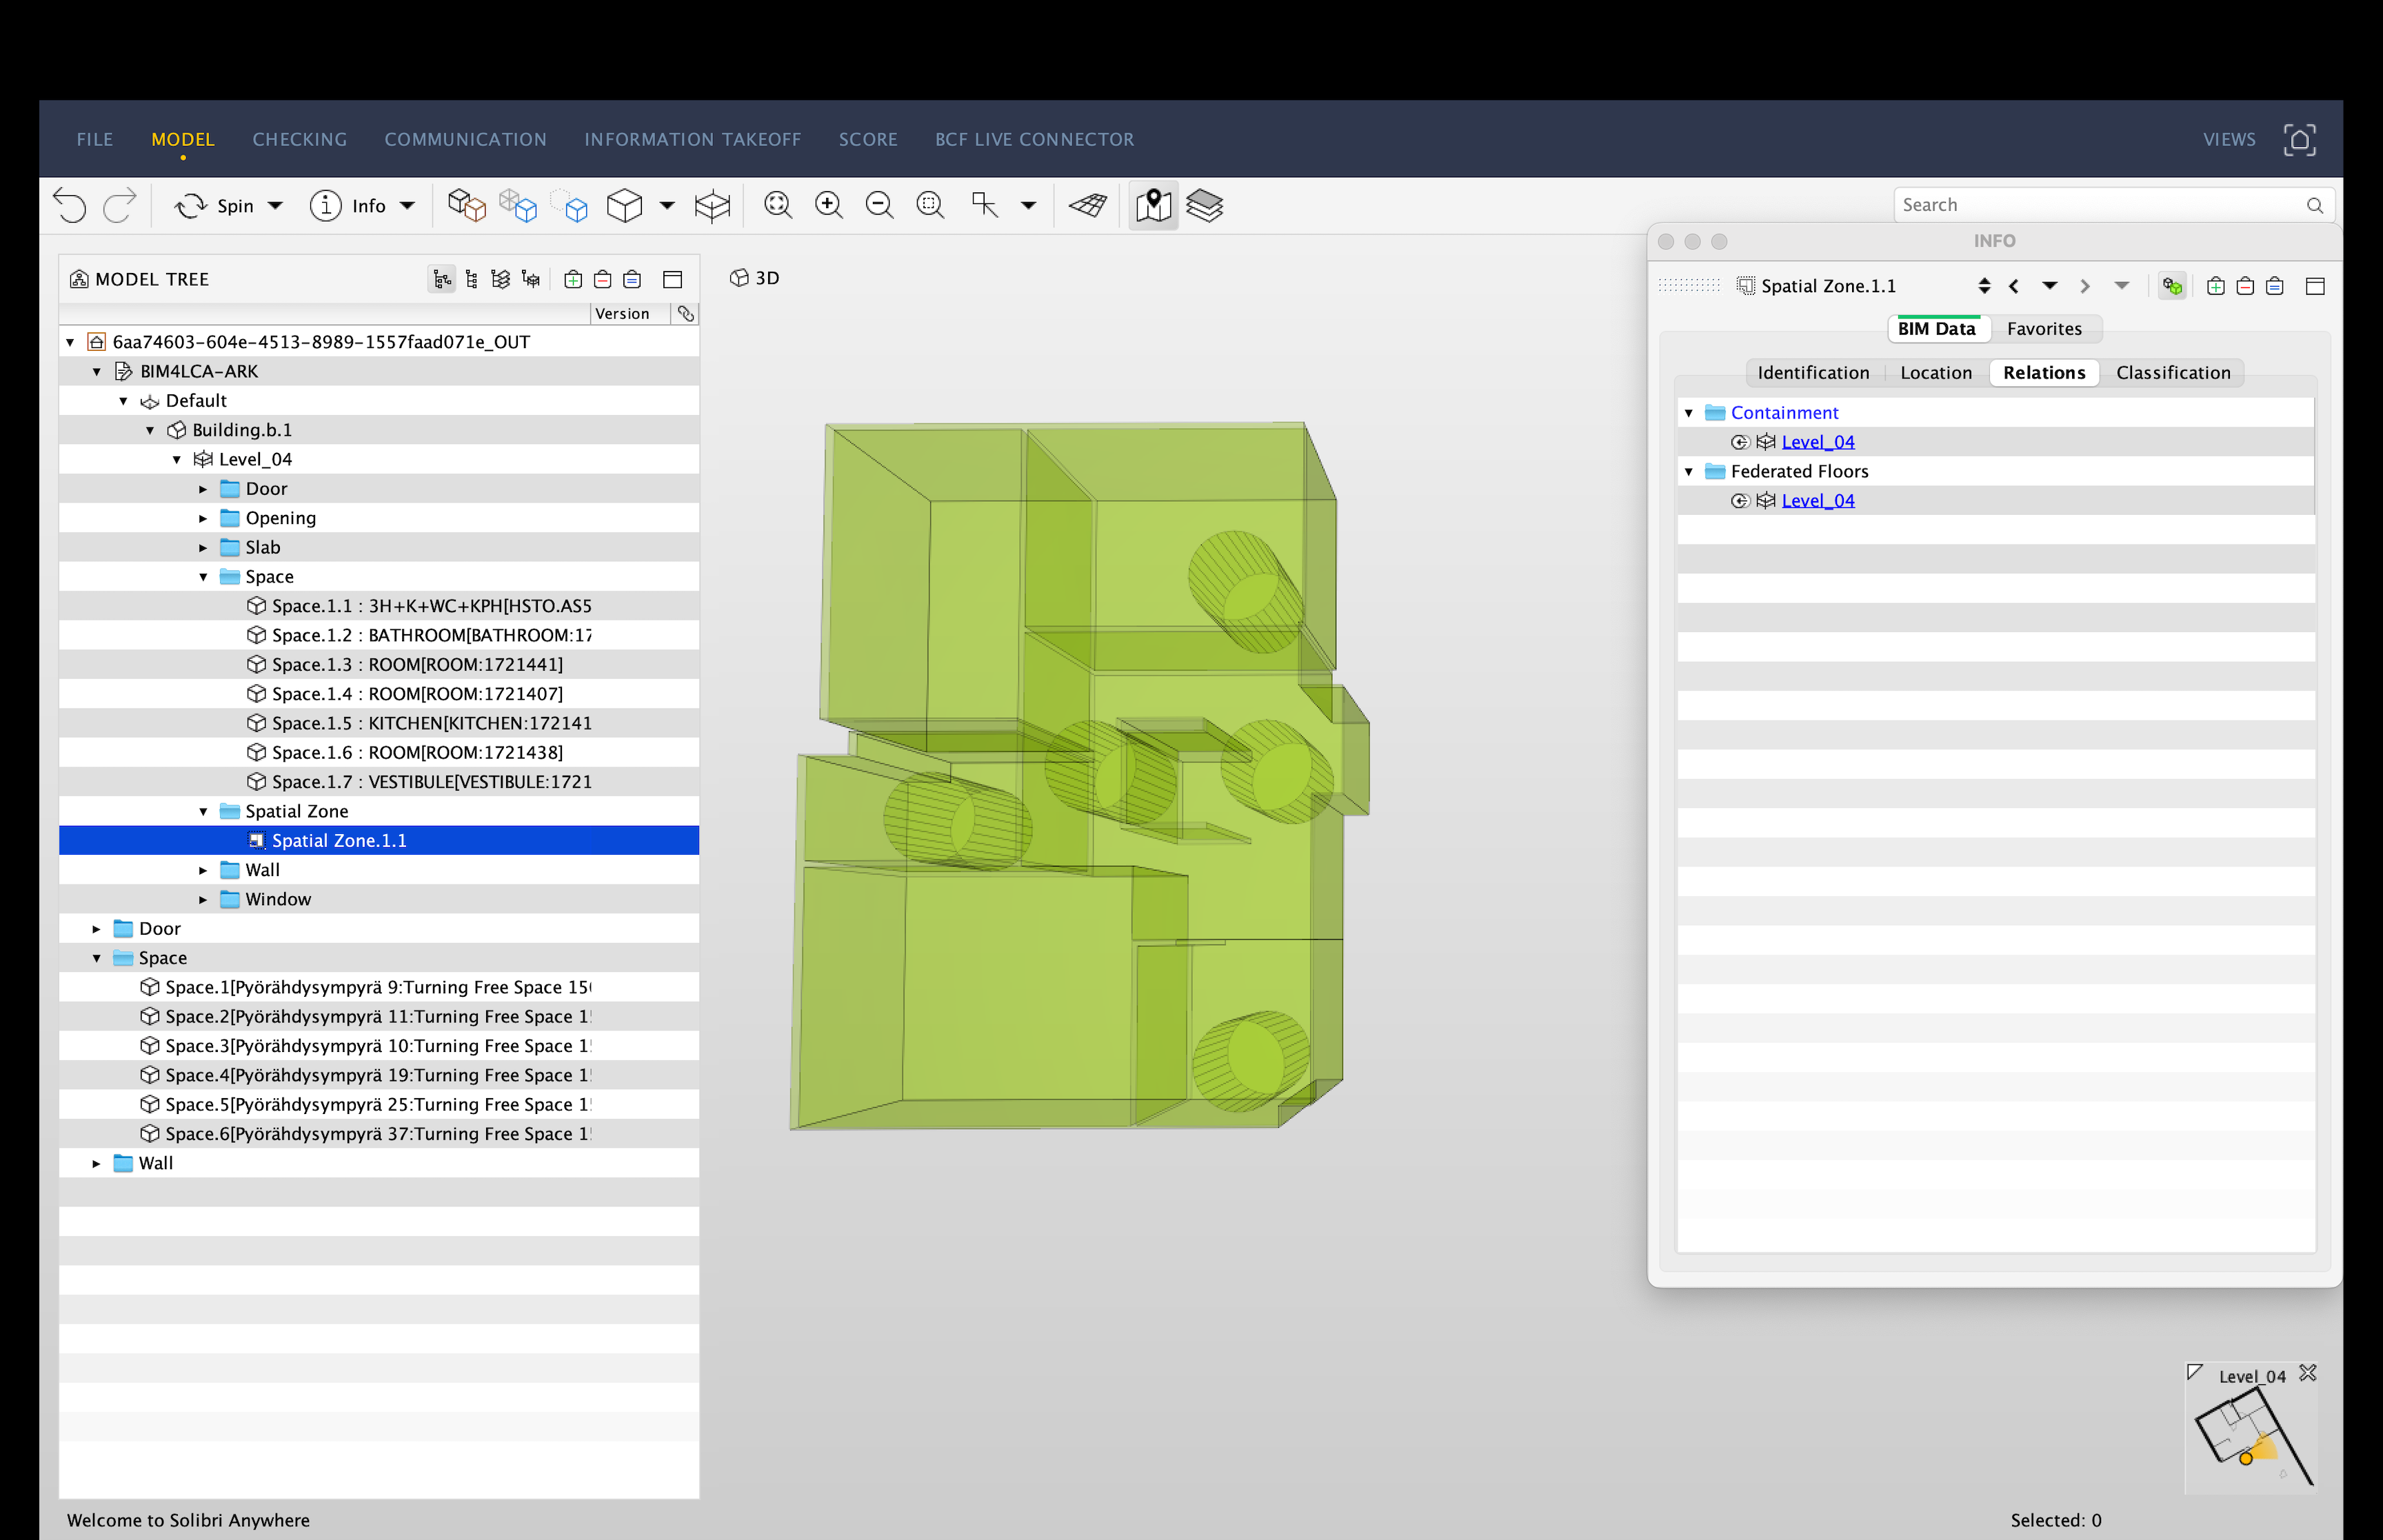 FILE MODEL CHECKING COMMUNICATION INFORMATION TAKEOFF SCORE BCF LIVE CONNECTOR VIEWS
Spin Info Search
MODEL TREE
Version
6aa74603-604e-4513-8989-1557faad071e_OUT
BIM4LCA-ARK
Default
Building.b.1
Level_04
Door
Opening
Slab
Space
Space.1.1 : 3H+K+WC+KPH[HSTO.AS5
Space.1.2 : BATHROOM[BATHROOM:17
Space.1.3 : ROOM[ROOM:1721441]
Space.1.4 : ROOM[ROOM:1721407]
Space.1.5 : KITCHEN[KITCHEN:172141
Space.1.6 : ROOM[ROOM:1721438]
Space.1.7 : VESTIBULE[VESTIBULE:1721
Spatial Zone
Spatial Zone.1.1
Wall
Window
Door
Space
Space.1[Pyörähdysympyrä 9:Turning Free Space 15
Space.2[Pyörähdysympyrä 11:Turning Free Space 1
Space.3[Pyörähdysympyrä 10:Turning Free Space 1
Space.4[Pyörähdysympyrä 19:Turning Free Space 1
Space.5[Pyörähdysympyrä 25:Turning Free Space 1
Space.6[Pyörähdysympyrä 37:Turning Free Space 1
Wall
3D
INFO
Spatial Zone.1.1
BIM Data Favorites
Identification Location Relations Classification
Containment
Level_04
Federated Floors
Level_04
Level_04
Welcome to Solibri Anywhere
Selected: 0